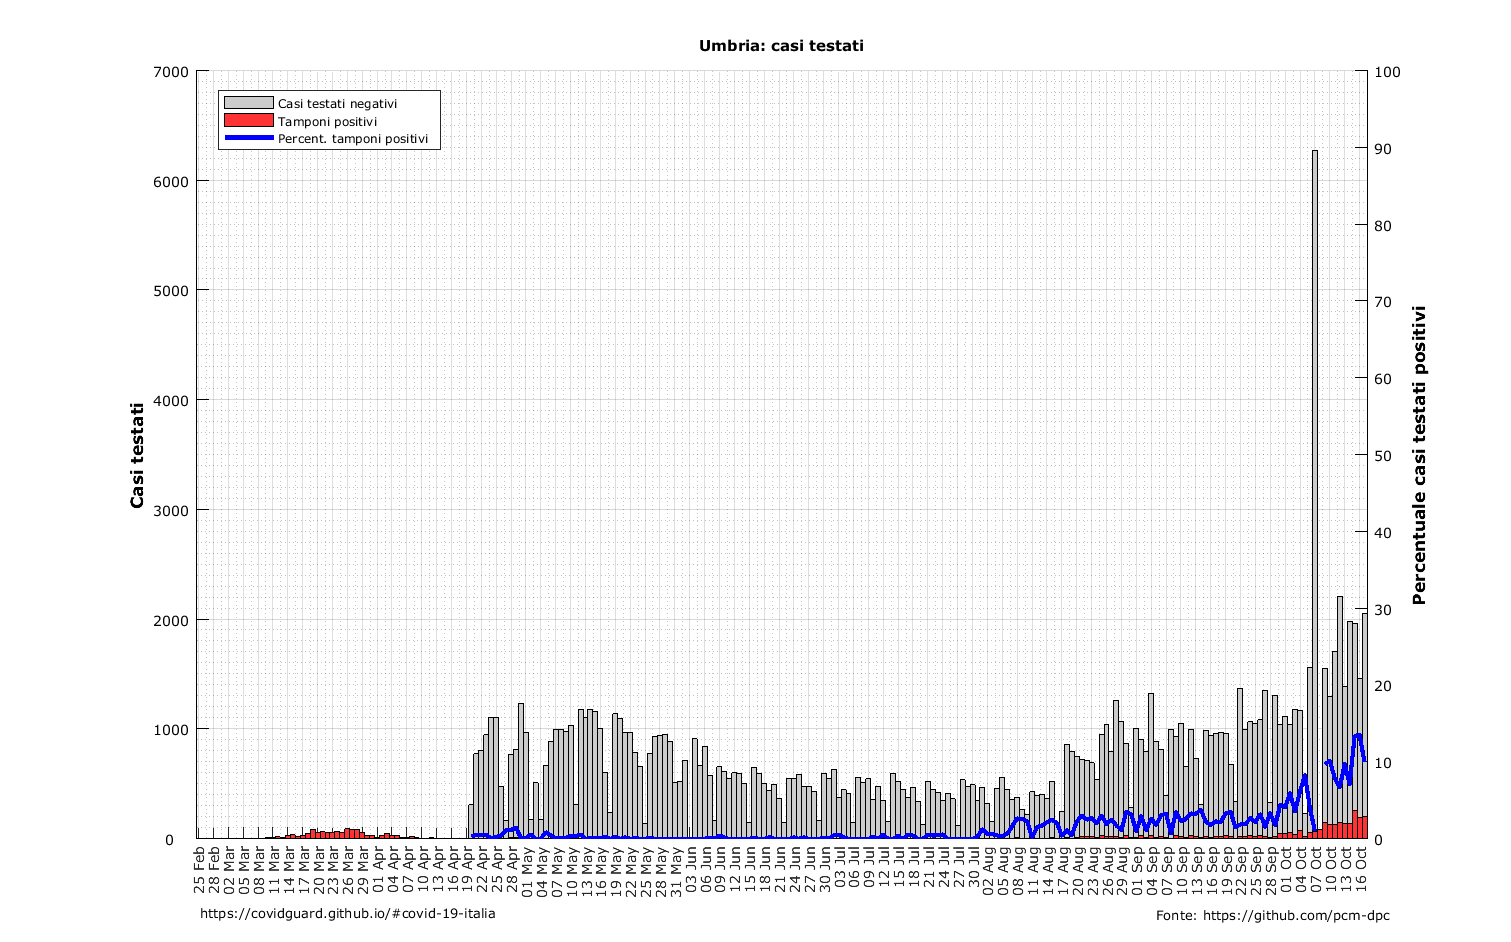 Umbria: casi testati
7000
6000
5000
4000
3000
2000
1000
0
100
90
80
70
60
50
40
30
20
10
0
Casi testati negativi
Tamponi positivi
Percent. tamponi positivi
Casi testati
Percentuale casi testati positivi
25 Feb
28 Feb
02 Mar
05 Mar
08 Mar
11 Mar
14 Mar
17 Mar
20 Mar
23 Mar
26 Mar
29 Mar
01 Apr
04 Apr
07 Apr
10 Apr
13 Apr
16 Apr
19 Apr
22 Apr
25 Apr
28 Apr
01 May
04 May
07 May
10 May
13 May
16 May
19 May
22 May
25 May
28 May
31 May
03 Jun
06 Jun
09 Jun
12 Jun
15 Jun
18 Jun
21 Jun
24 Jun
27 Jun
30 Jun
03 Jul
06 Jul
09 Jul
12 Jul
15 Jul
18 Jul
21 Jul
24 Jul
27 Jul
30 Jul
02 Aug
05 Aug
08 Aug
11 Aug
14 Aug
17 Aug
20 Aug
23 Aug
26 Aug
29 Aug
01 Sep
04 Sep
07 Sep
10 Sep
13 Sep
16 Sep
19 Sep
22 Sep
25 Sep
28 Sep
01 Oct
04 Oct
07 Oct
10 Oct
13 Oct
16 Oct
https://covidguard.github.io/#covid-19-italia
Fonte: https://github.com/pcm-dpc